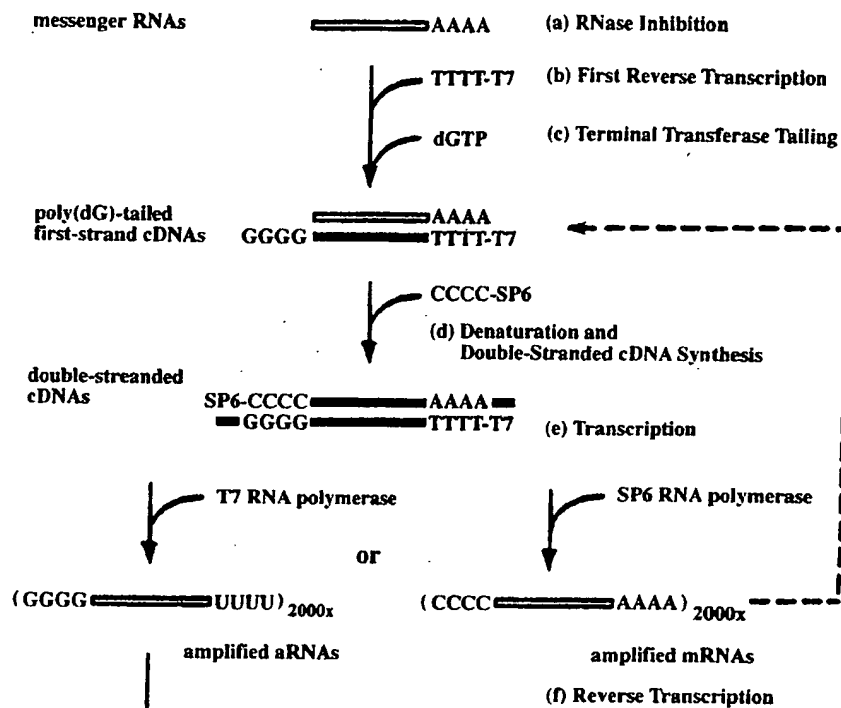 messenger RNAs
AAAA
(a) RNase Inhibition
TTTT-T7
(b) First Reverse Transcription
dGTP
(c) Terminal Transferase Tailing
poly(dG)-tailed
first-strand cDNAs
AAAA
GGGG TTTT-T7
CCCC-SP6
(d) Denaturation and
Double-Stranded cDNA Synthesis
double-streanded
cDNAs
SP6-CCCC AAAA
GGGG TTTT-T7
(e) Transcription
T7 RNA polymerase
SP6 RNA polymerase
or
(GGGG UUUU)2000x
(CCCC AAAA)2000x
amplified aRNAs
amplified mRNAs
(f) Reverse Transcription